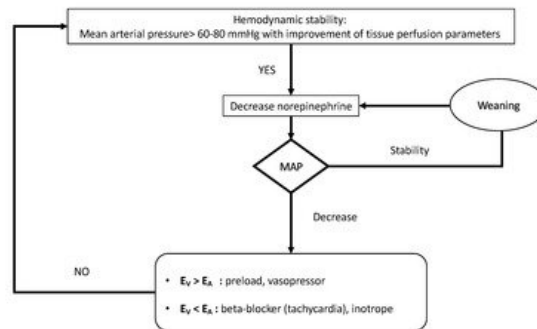 Hemodynamic stability:
Mean arterial pressure> 60-80 mmHg with improvement of tissue perfusion parameters
YES
Decrease norepinephrine
Weaning
MAP
Stability
Decrease
NO
• Ev > EA : preload, vasopressor
• Ev < EA : beta-blocker (tachycardia), inotrope